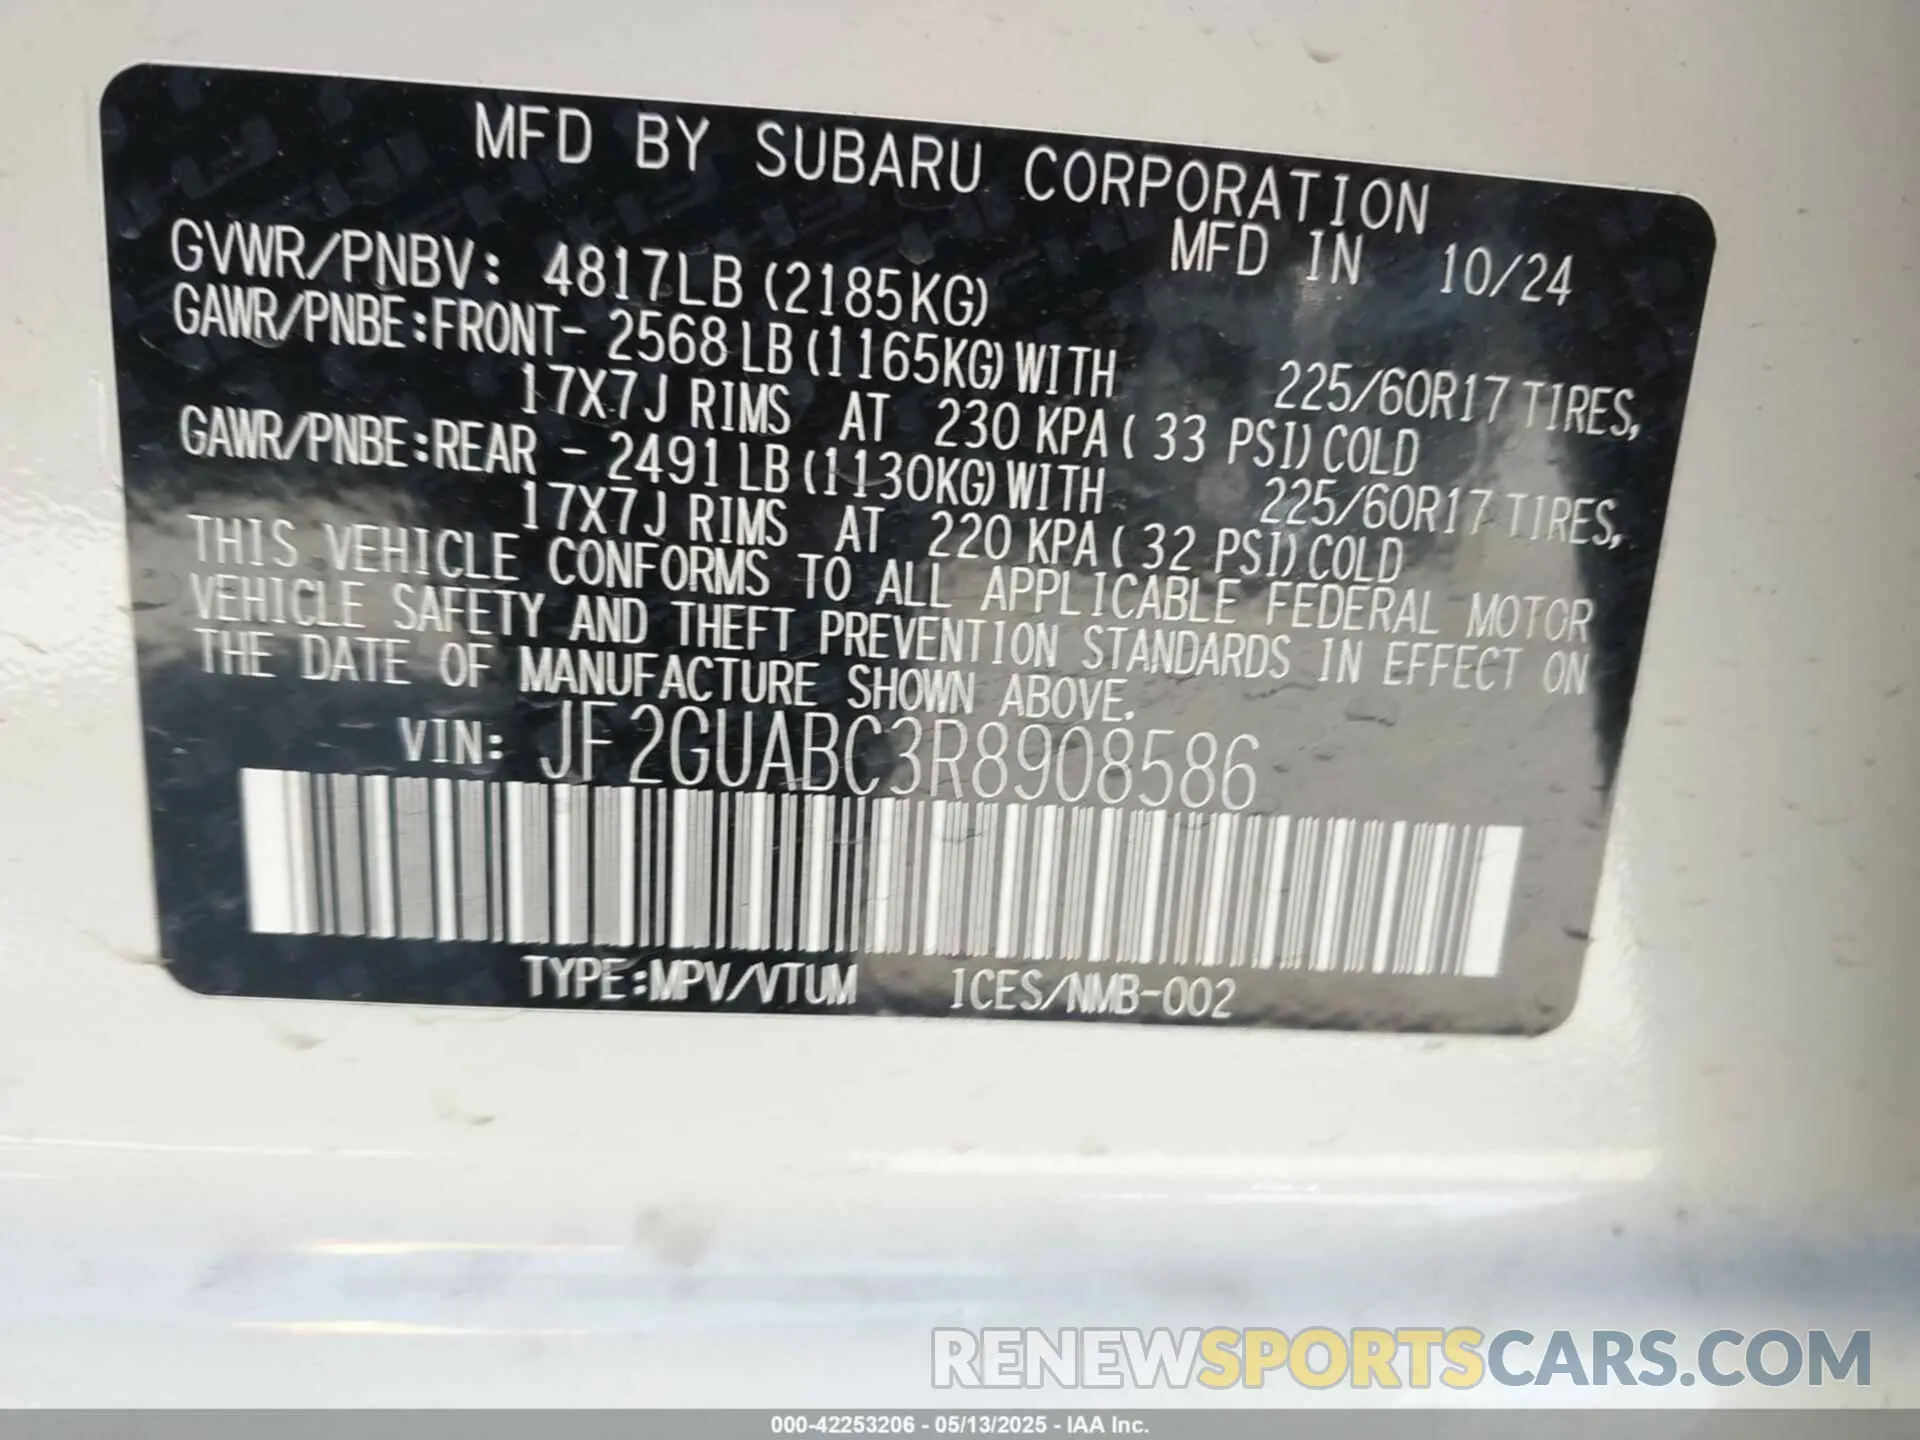 MFD BY SUBARU CORPORATION
MFD IN 10/24
GVWR/PNBV: 4817LB (2185KG)
GAWR/PNBE:FRONT- 2568 LB (1165KG) WITH 225/60R17 TIRES,
17X7J RIMS AT 230 KPA ( 33 PSI) COLD
GAWR/PNBE:REAR - 2491 LB (1130KG) WITH 225/60R17 TIRES,
17X7J RIMS AT 220 KPA ( 32 PSI) COLD
THIS VEHICLE CONFORMS TO ALL APPLICABLE FEDERAL MOTOR
VEHICLE SAFETY AND THEFT PREVENTION STANDARDS IN EFFECT ON
THE DATE OF MANUFACTURE SHOWN ABOVE.
VIN: JF2GUABC3R8908586
TYPE:MPV/VTUM ICES/NMB-002
RENEWSPORTSCARS.COM
000-42253206 - 05/13/2025 - IAA Inc.